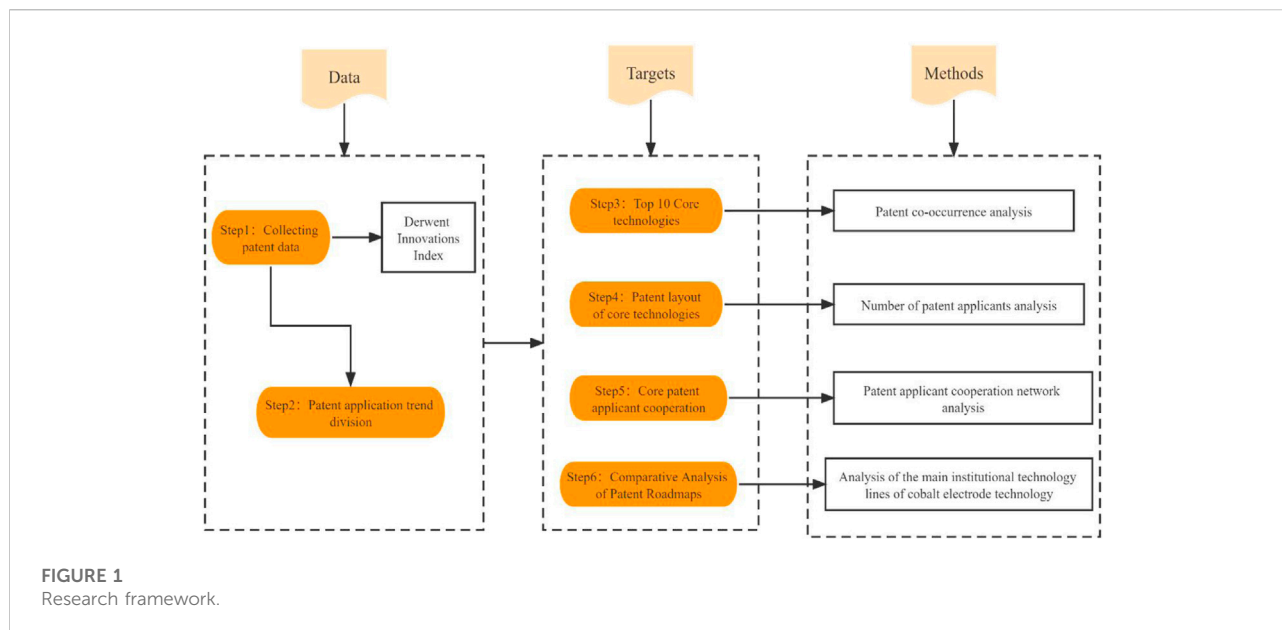 Data
Targets
Methods
Step1：Collecting
patent data
Derwent
Innovations
Index
Step2：Patent application trend
division
Step3：Top 10 Core
technologies
Patent co-occurrence analysis
Step4：Patent layout
of core technologies
Number of patent applicants analysis
Step5：Core patent
applicant cooperation
Patent applicant cooperation network
analysis
Step6：Comparative Analysis
of Patent Roadmaps
Analysis of the main institutional technology
lines of cobalt electrode technology
FIGURE 1
Research framework.